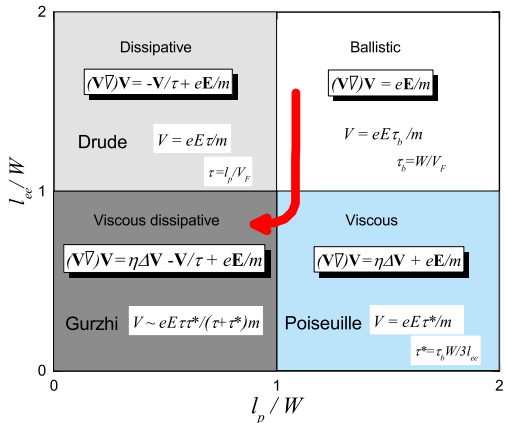 2
Dissipative
Ballistic
(V∇)V = -V/τ + eE/m
(V∇)V = eE/m
Drude
V = eEτ/m
V = eEτ_b /m
τ=l_p/V_F
τ_b=W/V_F
l_ee / W
1
Viscous dissipative
Viscous
(V∇)V = ηΔV -V/τ + eE/m
(V∇)V = ηΔV + eE/m
Gurzhi
V ~ eEττ*/(τ+τ*)m
Poiseuille
V = eEτ*/m
τ*=τ_bW/3l_ee
0
0
1
2
l_p / W